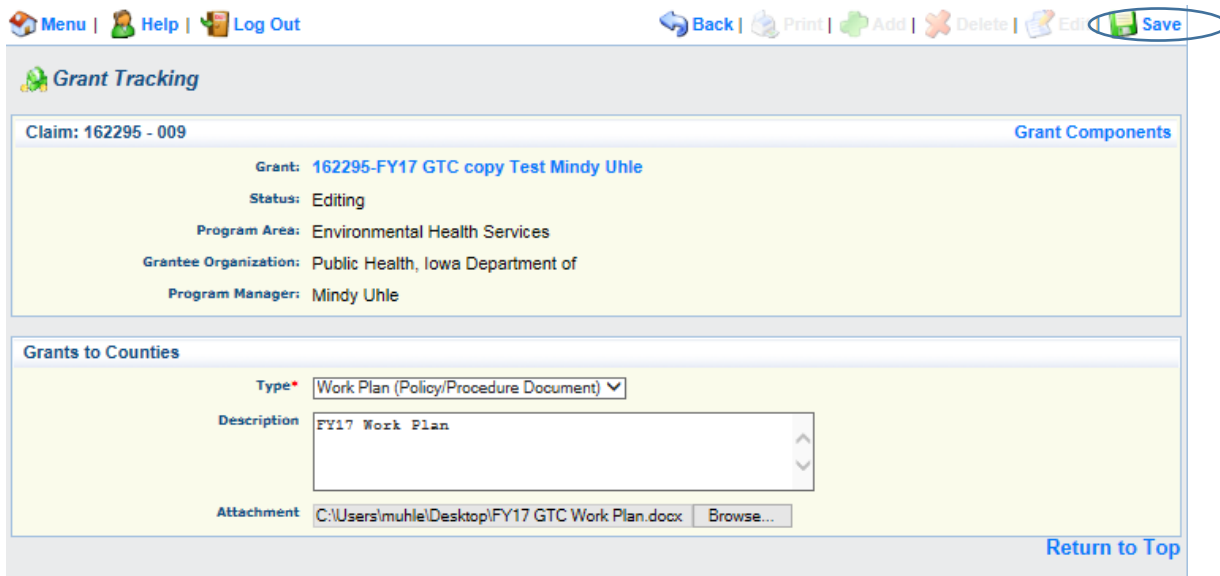 Menu | Help | Log Out Back | Print | Add | Delete | Edit | Save
Grant Tracking
Claim: 162295 - 009 Grant Components
Grant: 162295-FY17 GTC copy Test Mindy Uhle
Status: Editing
Program Area: Environmental Health Services
Grantee Organization: Public Health, Iowa Department of
Program Manager: Mindy Uhle
Grants to Counties
Type* Work Plan (Policy/Procedure Document)
Description FY17 Work Plan
Attachment C:\Users\muhle\Desktop\FY17 GTC Work Plan.docx Browse...
Return to Top